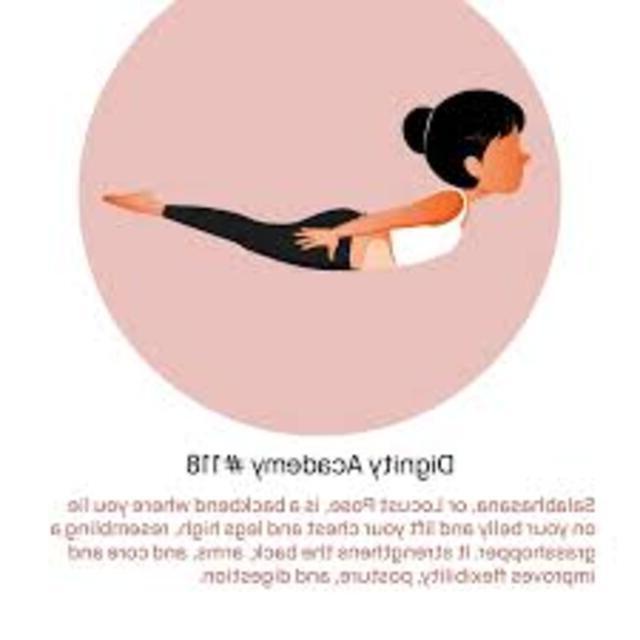 Dignity Academy #118
Salabhasana, or Locust Pose, is a backbend where you lie
on your belly and lift your chest and legs high, resembling a
grasshopper. It strengthens the back, arms, and core and
improves flexibility, posture, and digestion.